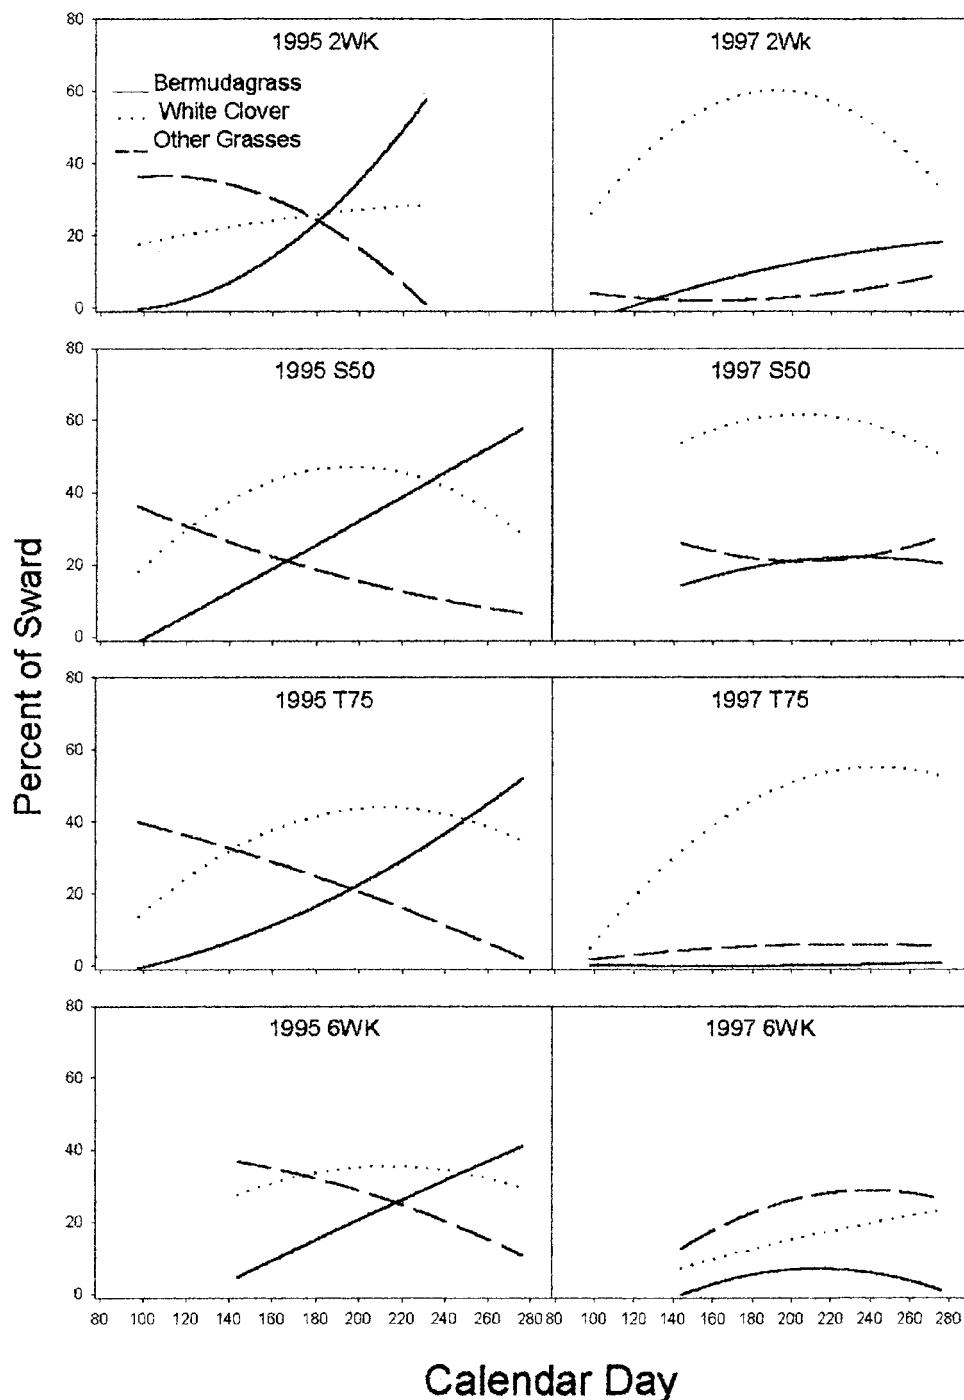 1995 2WK
1997 2Wk
Bermudagrass
White Clover
Other Grasses
80
60
40
20
0
1995 S50
1997 S50
80
60
40
20
0
1995 T75
1997 T75
80
60
40
20
0
1995 6WK
1997 6WK
80
60
40
20
0
80 100 120 140 160 180 200 220 240 260 280 80 100 120 140 160 180 200 220 240 260 280
Percent of Sward
Calendar Day